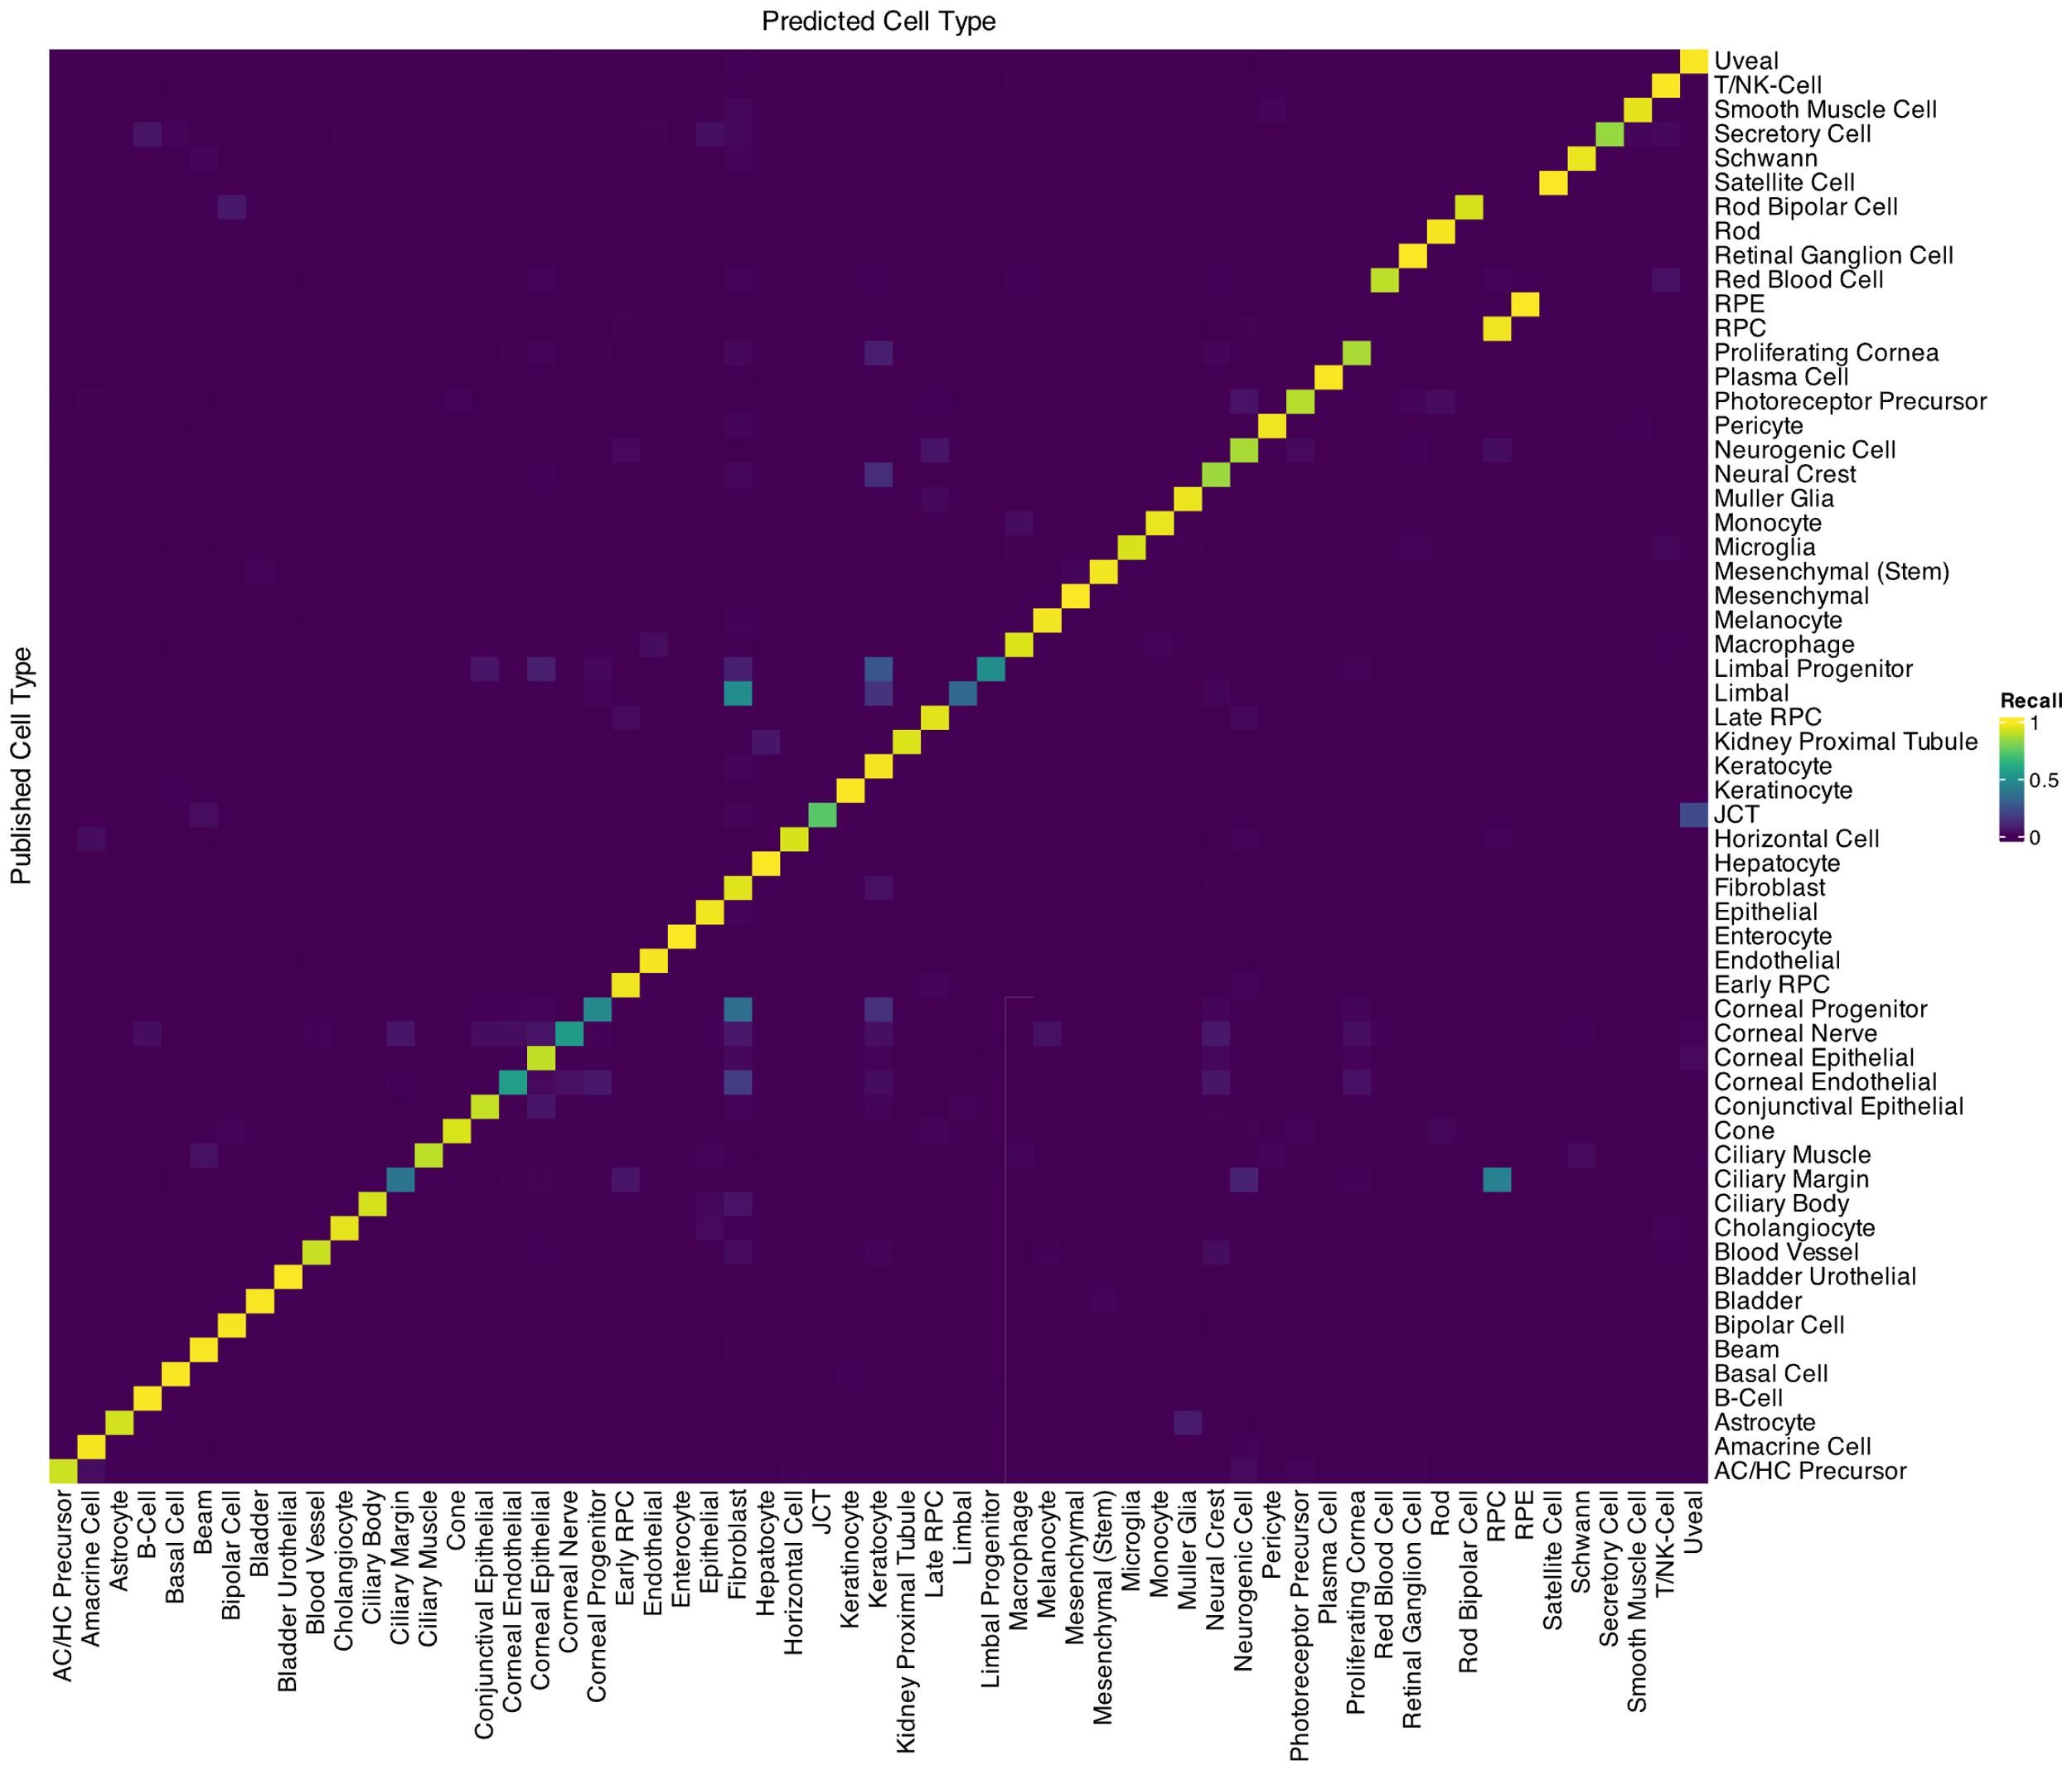 Predicted Cell Type
Published Cell Type
Uveal
T/NK-Cell
Smooth Muscle Cell
Secretory Cell
Schwann
Satellite Cell
Rod Bipolar Cell
Rod
Retinal Ganglion Cell
Red Blood Cell
RPE
RPC
Proliferating Cornea
Plasma Cell
Photoreceptor Precursor
Pericyte
Neurogenic Cell
Neural Crest
Muller Glia
Monocyte
Microglia
Mesenchymal (Stem)
Mesenchymal
Melanocyte
Macrophage
Limbal Progenitor
Limbal
Late RPC
Kidney Proximal Tubule
Keratocyte
Keratinocyte
JCT
Horizontal Cell
Hepatocyte
Fibroblast
Epithelial
Enterocyte
Endothelial
Early RPC
Corneal Progenitor
Corneal Nerve
Corneal Epithelial
Corneal Endothelial
Conjunctival Epithelial
Cone
Ciliary Muscle
Ciliary Margin
Ciliary Body
Cholangiocyte
Blood Vessel
Bladder Urothelial
Bladder
Bipolar Cell
Beam
Basal Cell
B-Cell
Astrocyte
Amacrine Cell
AC/HC Precursor
Recall
1
0.5
0
AC/HC Precursor
Amacrine Cell
Astrocyte
B-Cell
Basal Cell
Beam
Bipolar Cell
Bladder
Bladder Urothelial
Blood Vessel
Cholangiocyte
Ciliary Body
Ciliary Margin
Ciliary Muscle
Cone
Conjunctival Epithelial
Corneal Endothelial
Corneal Epithelial
Corneal Nerve
Corneal Progenitor
Early RPC
Endothelial
Enterocyte
Epithelial
Fibroblast
Hepatocyte
Horizontal Cell
JCT
Keratinocyte
Keratocyte
Kidney Proximal Tubule
Late RPC
Limbal
Limbal Progenitor
Macrophage
Melanocyte
Mesenchymal
Mesenchymal (Stem)
Microglia
Monocyte
Muller Glia
Neural Crest
Neurogenic Cell
Pericyte
Photoreceptor Precursor
Plasma Cell
Proliferating Cornea
Red Blood Cell
Retinal Ganglion Cell
Rod
Rod Bipolar Cell
RPC
RPE
Satellite Cell
Schwann
Secretory Cell
Smooth Muscle Cell
T/NK-Cell
Uveal